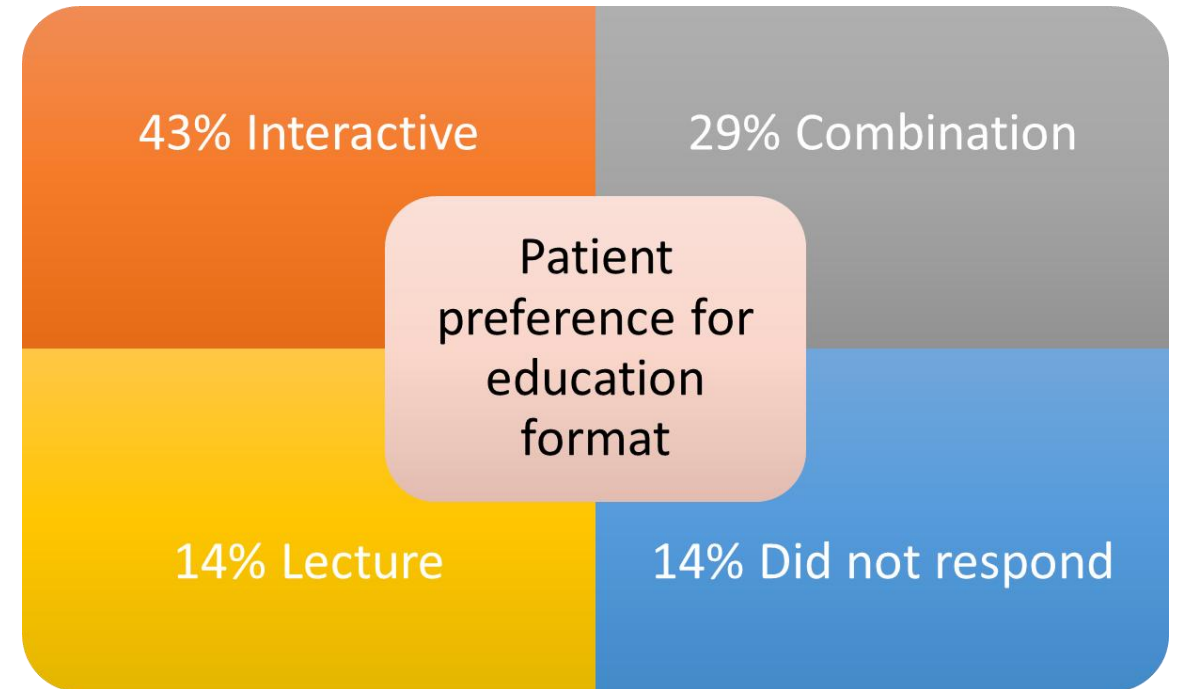 43% Interactive
29% Combination
Patient
preference for
education
format
14% Lecture
14% Did not respond